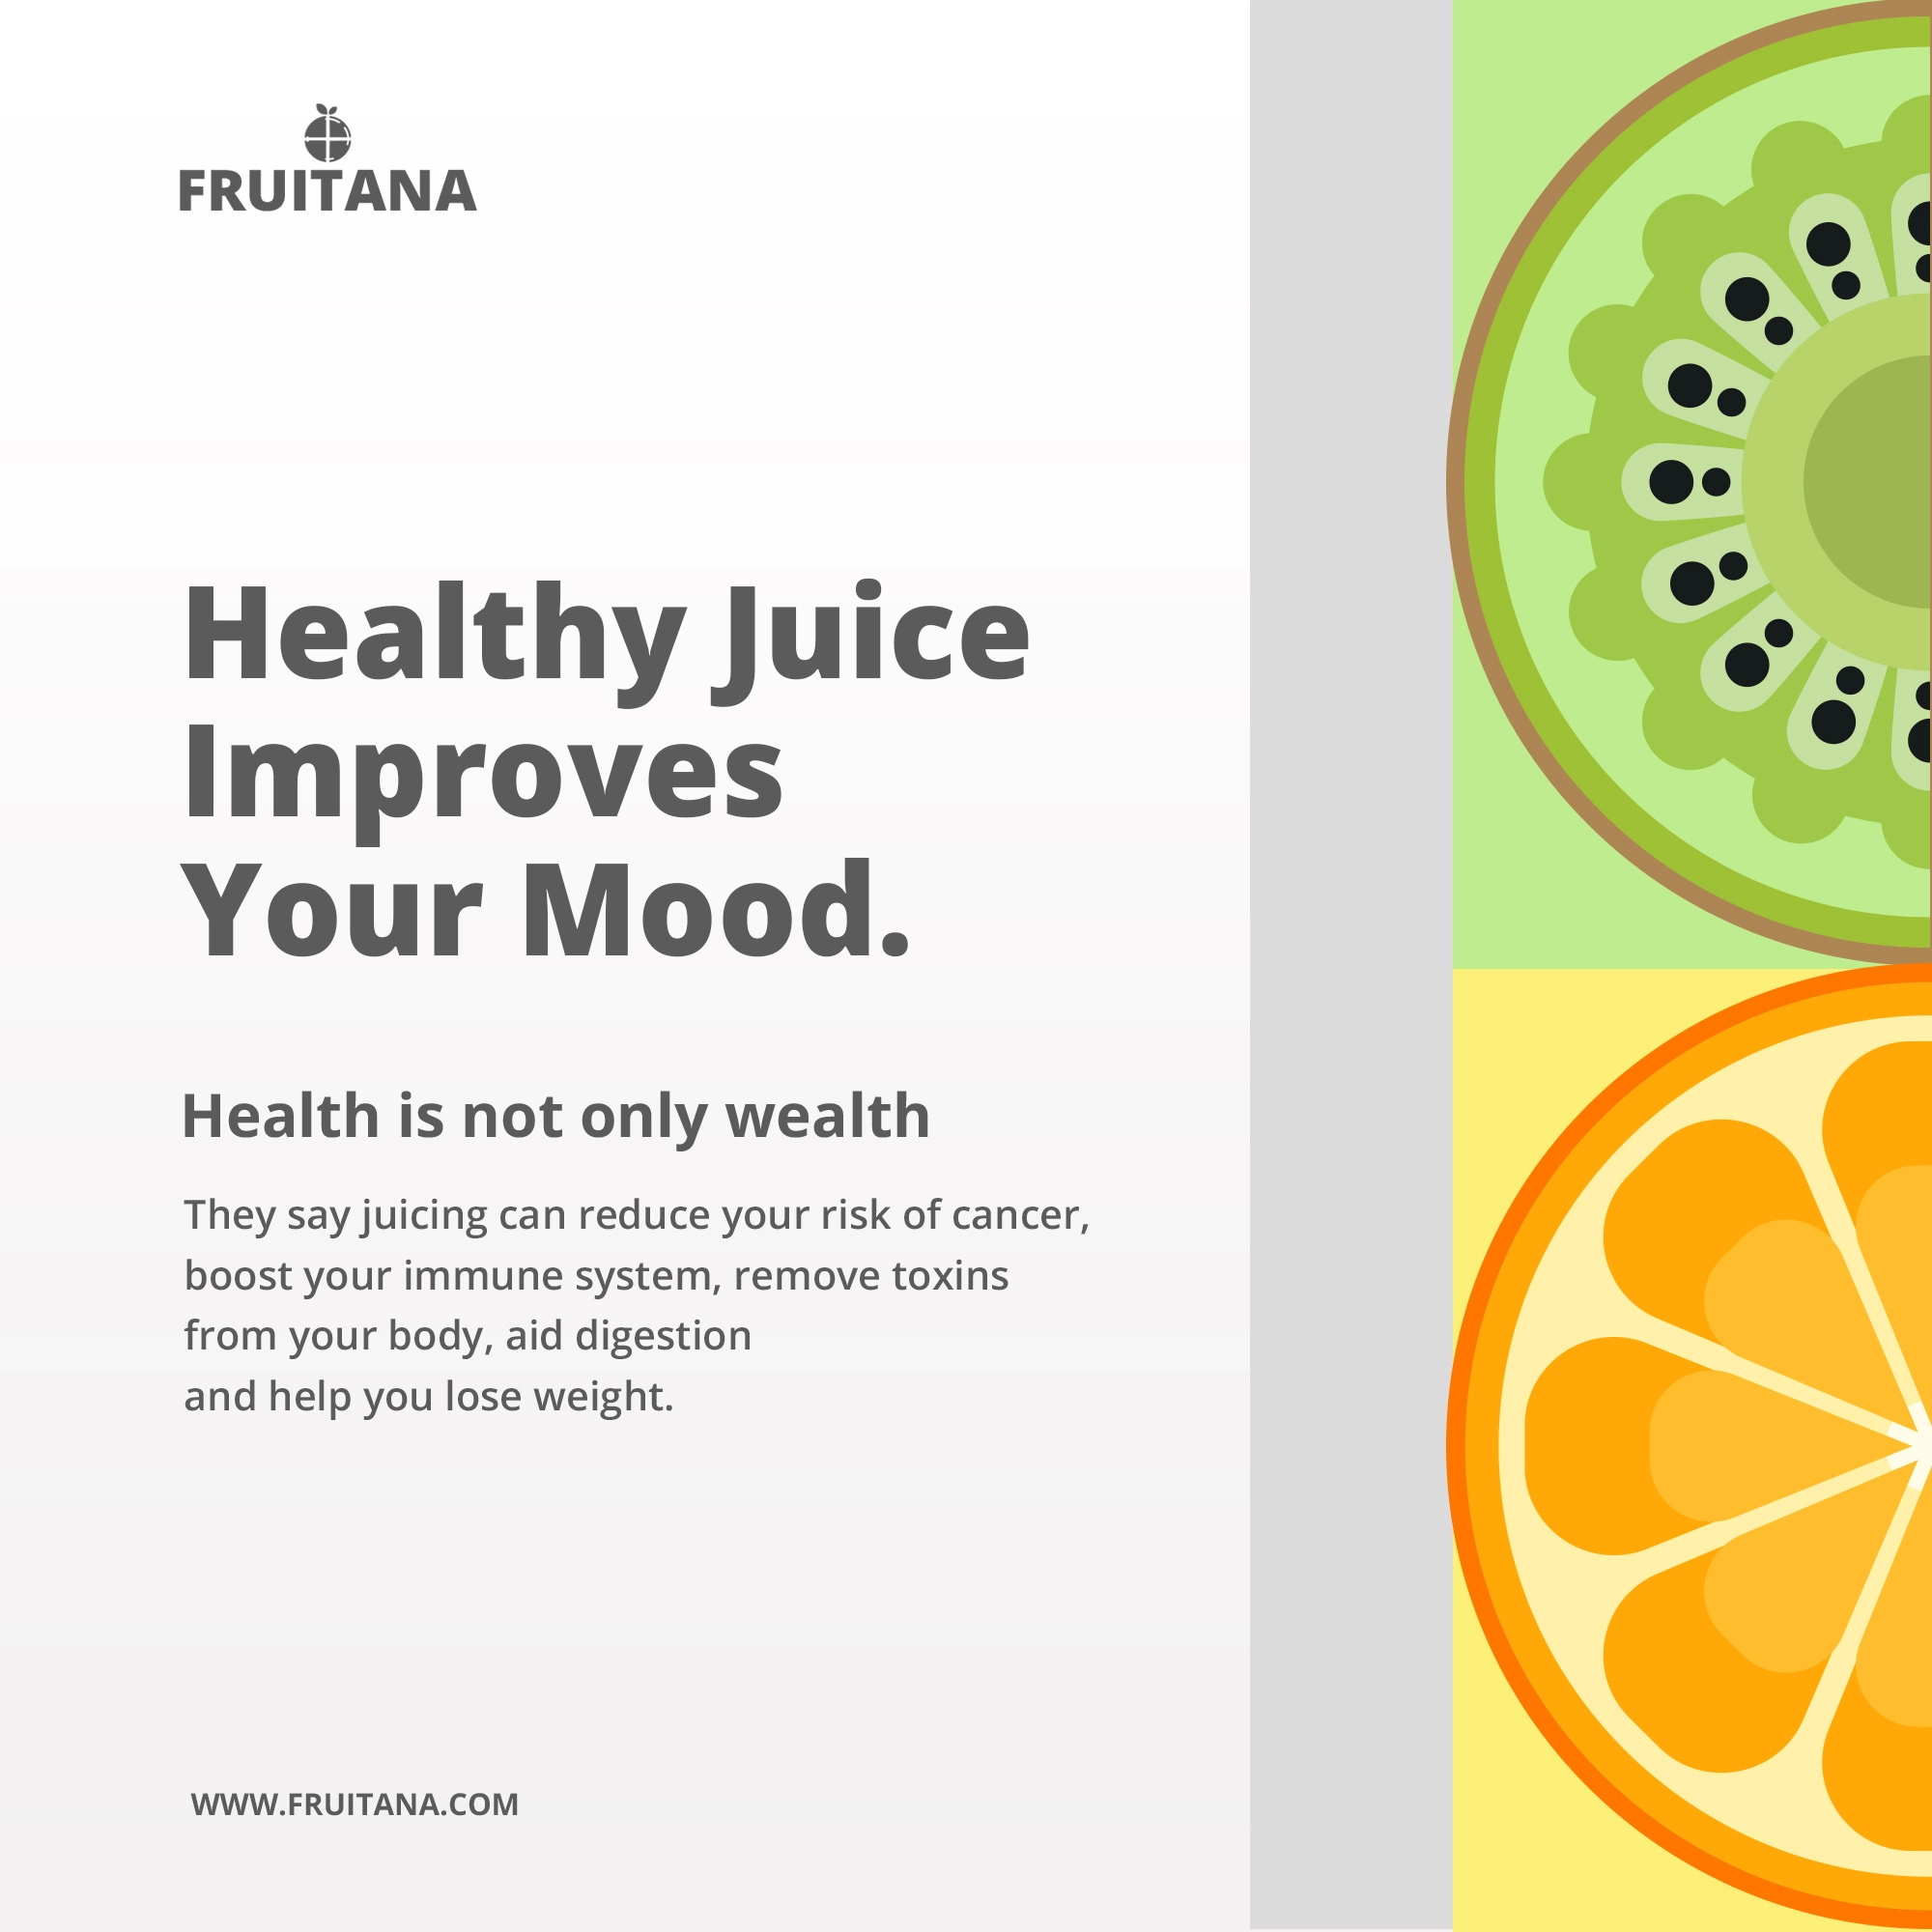 FRUITANA
Healthy Juice
Improves
Your Mood.
Health is not only wealth
They say juicing can reduce your risk of cancer,
boost your immune system, remove toxins
from your body, aid digestion
and help you lose weight.
WWW.FRUITANA.COM